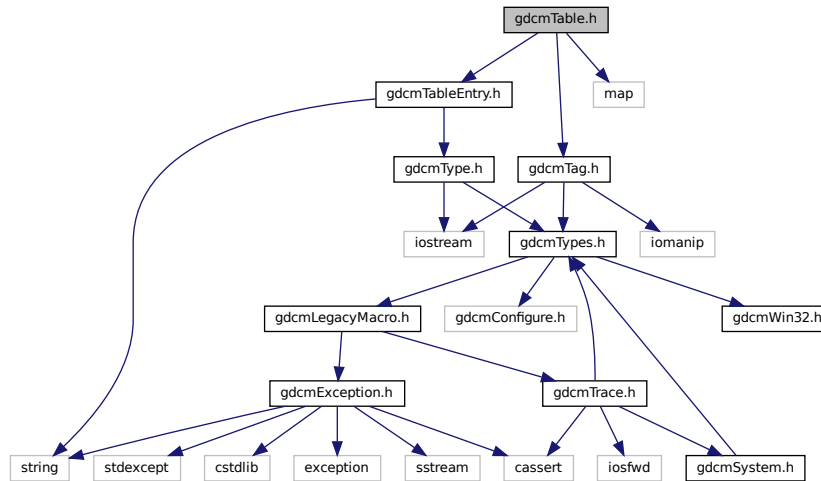 gdcmTable.h
gdcmTableEntry.h
map
gdcmType.h
gdcmTag.h
iostream
gdcmTypes.h
iomanip
gdcmLegacyMacro.h
gdcmConfigure.h
gdcmWin32.h
gdcmException.h
gdcmTrace.h
string
stdexcept
cstdlib
exception
sstream
cassert
iosfwd
gdcmSystem.h